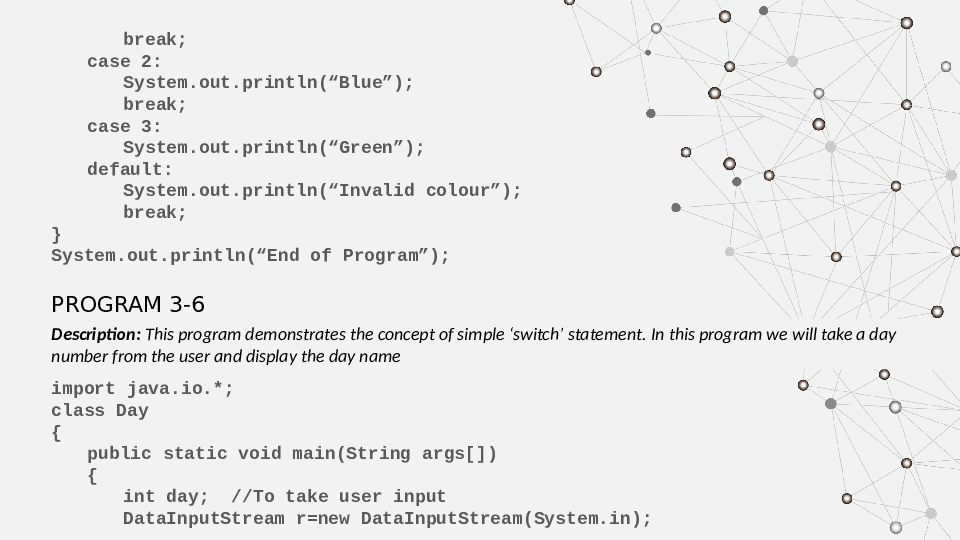 break;
case 2:
System.out.println(“Blue”);
break;
case 3:
System.out.println(“Green”);
default:
System.out.println(“Invalid colour”);
break;
}
System.out.println(“End of Program”);
PROGRAM 3-6
Description: This program demonstrates the concept of simple ‘switch’ statement. In this program we will take a day
number from the user and display the day name
import java.io.*;
class Day
{
public static void main(String args[])
{
int day;  //To take user input
DataInputStream r=new DataInputStream(System.in);